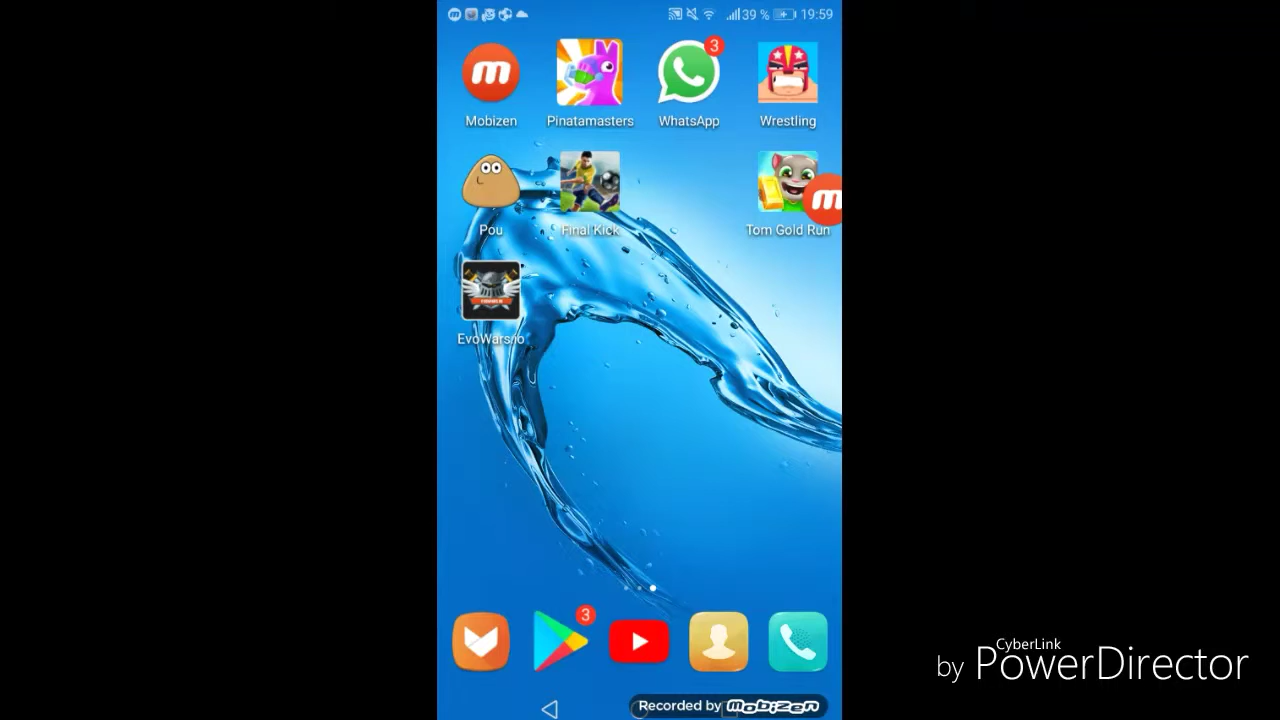 39 % 19:59
3
Mobizen Pinatamasters WhatsApp Wrestling
Pou Final Kick Tom Gold Run
EvoWars.io
3
CyberLink
by PowerDirector
Recorded by Mobizen